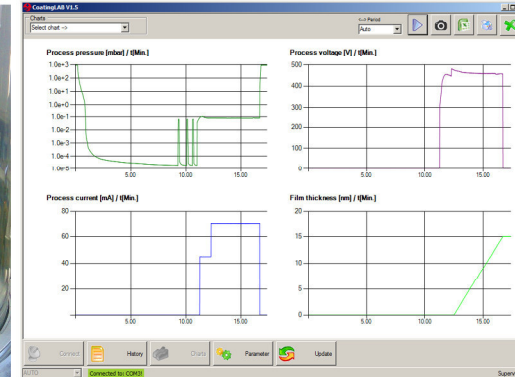 CoatingLAB V1.5
Charts
Select chart ->
<-> Period
Auto
Process pressure [mbar] / t[Min.]
1.0e+3
1.0e+2
1.0e+1
1.0e+0
1.0e-1
1.0e-2
1.0e-3
1.0e-4
1.0e-5
5.00 10.00 15.00
Process voltage [V] / t[Min.]
500
400
300
200
100
0
5.00 10.00 15.00
Process current [mA] / t[Min.]
80
60
40
20
5.00 10.00 15.00
Film thickness [nm] / t[Min.]
20
15
10
5
0
5.00 10.00 15.00
Connect History Charts Parameter Update
AUTO Connected to: COM3!